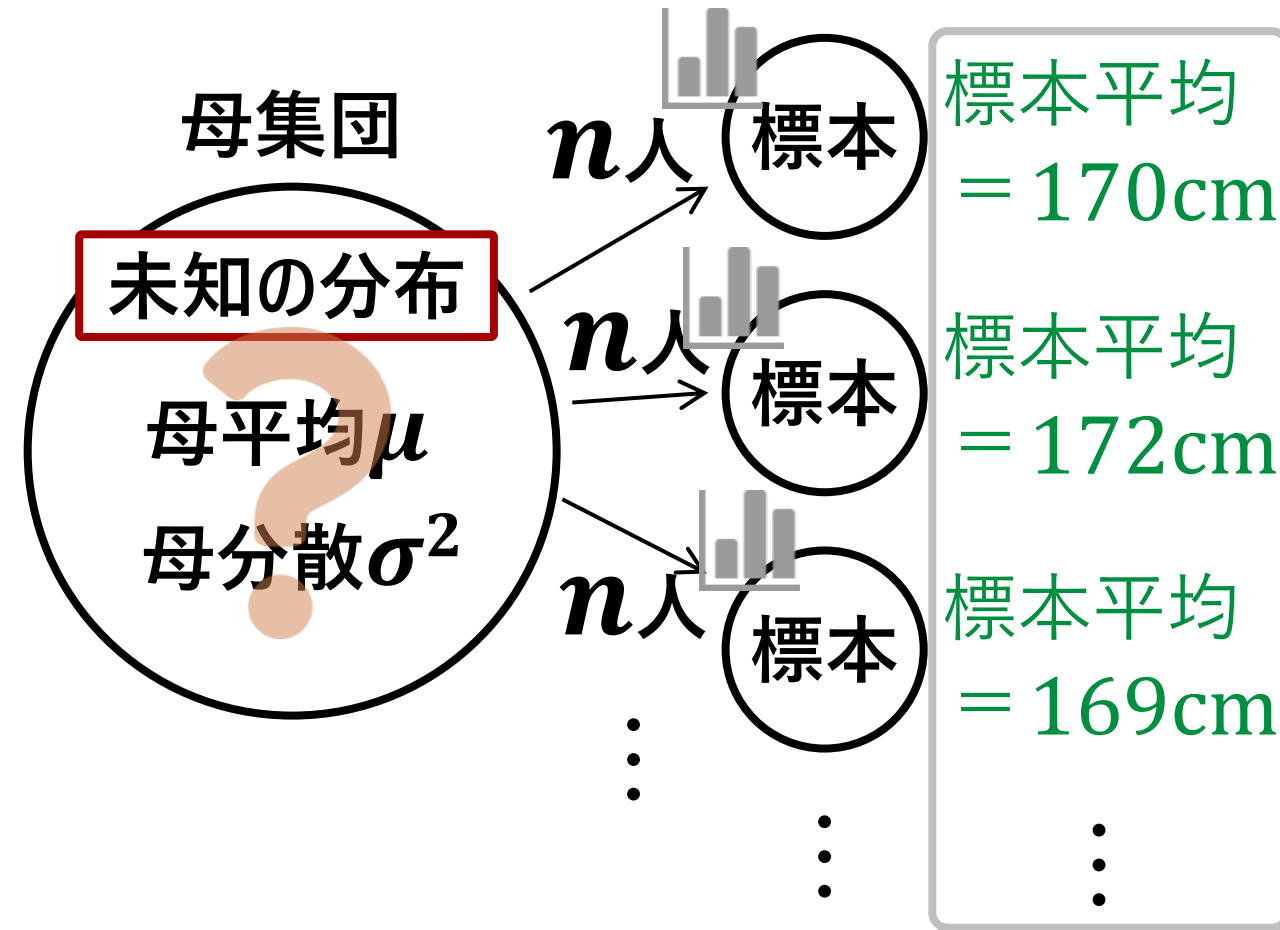 母集団
未知の分布
母平均μ
母分散σ²
n人
標本
標本平均
＝170cm
n人
標本
標本平均
＝172cm
n人
標本
標本平均
＝169cm